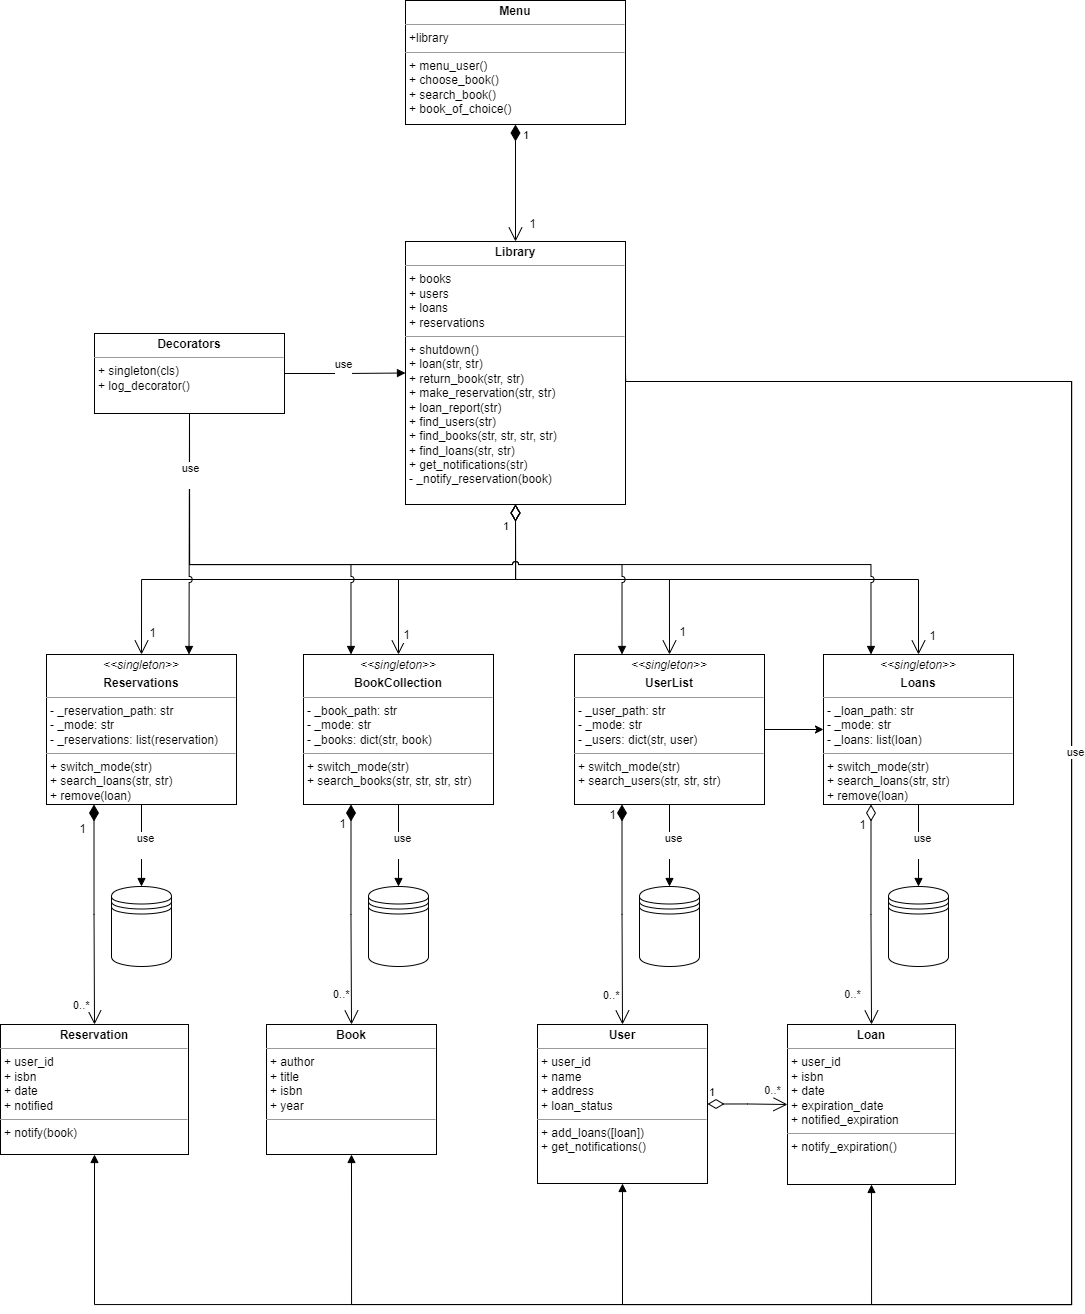 Menu
+library
+ menu_user()
+ choose_book()
+ search_book()
+ book_of_choice()
1
1
Library
+ books
+ users
+ loans
+ reservations
+ shutdown()
+ loan(str, str)
+ return_book(str, str)
+ make_reservation(str, str)
+ loan_report(str)
+ find_users(str)
+ find_books(str, str, str, str)
+ find_loans(str, str)
+ get_notifications(str)
- _notify_reservation(book)
Decorators
+ singleton(cls)
+ log_decorator()
use
use
1
1
1
1
1
<<singleton>>
Reservations
- _reservation_path: str
- _mode: str
- _reservations: list(reservation)
+ switch_mode(str)
+ search_loans(str, str)
+ remove(loan)
<<singleton>>
BookCollection
- _book_path: str
- _mode: str
- _books: dict(str, book)
+ switch_mode(str)
+ search_books(str, str, str, str)
<<singleton>>
UserList
- _user_path: str
- _mode: str
- _users: dict(str, user)
+ switch_mode(str)
+ search_users(str, str, str)
<<singleton>>
Loans
- _loan_path: str
- _mode: str
- _loans: list(loan)
+ switch_mode(str)
+ search_loans(str, str)
+ remove(loan)
use
1
use
1
use
1
use
1
use
0..*
0..*
0..*
0..*
Reservation
+ user_id
+ isbn
+ date
+ notified
+ notify(book)
Book
+ author
+ title
+ isbn
+ year
User
+ user_id
+ name
+ address
+ loan_status
+ add_loans([loan])
+ get_notifications()
1
0..*
Loan
+ user_id
+ isbn
+ date
+ expiration_date
+ notified_expiration
+ notify_expiration()